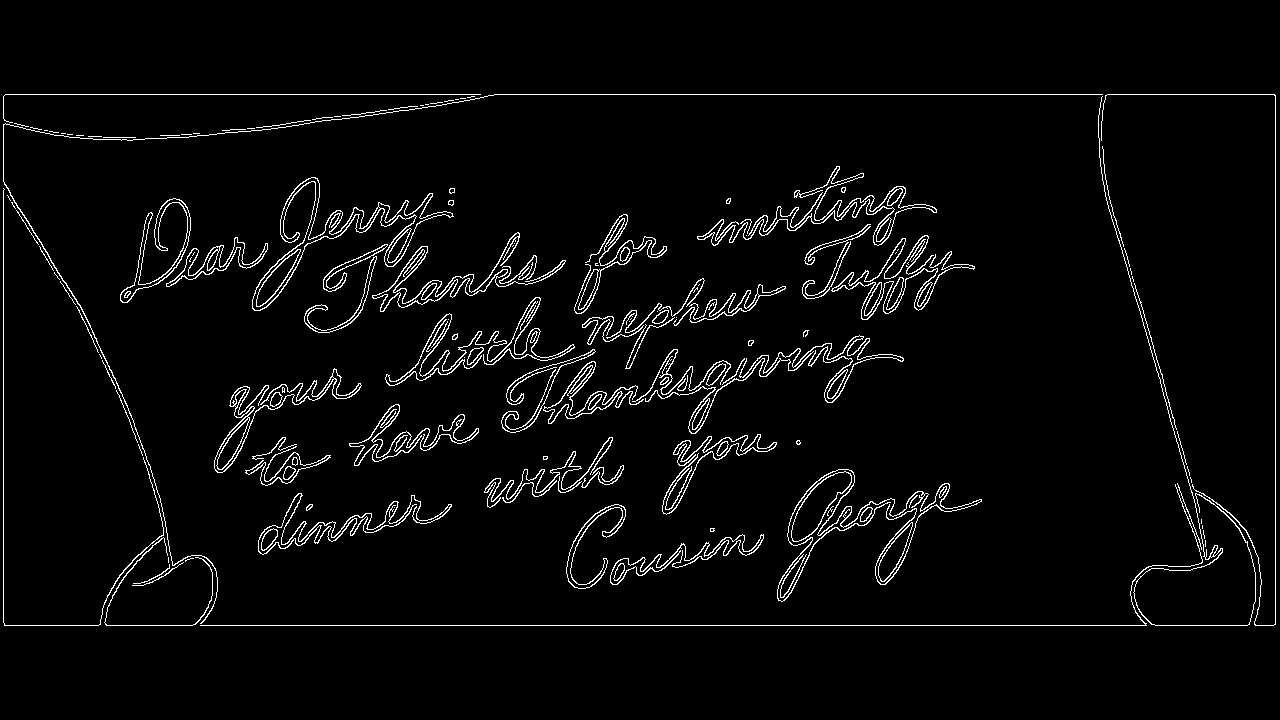 Dear Jerry:
Thanks for inviting
your little nephew Tuffy
to have Thanksgiving
dinner with you.
Cousin George